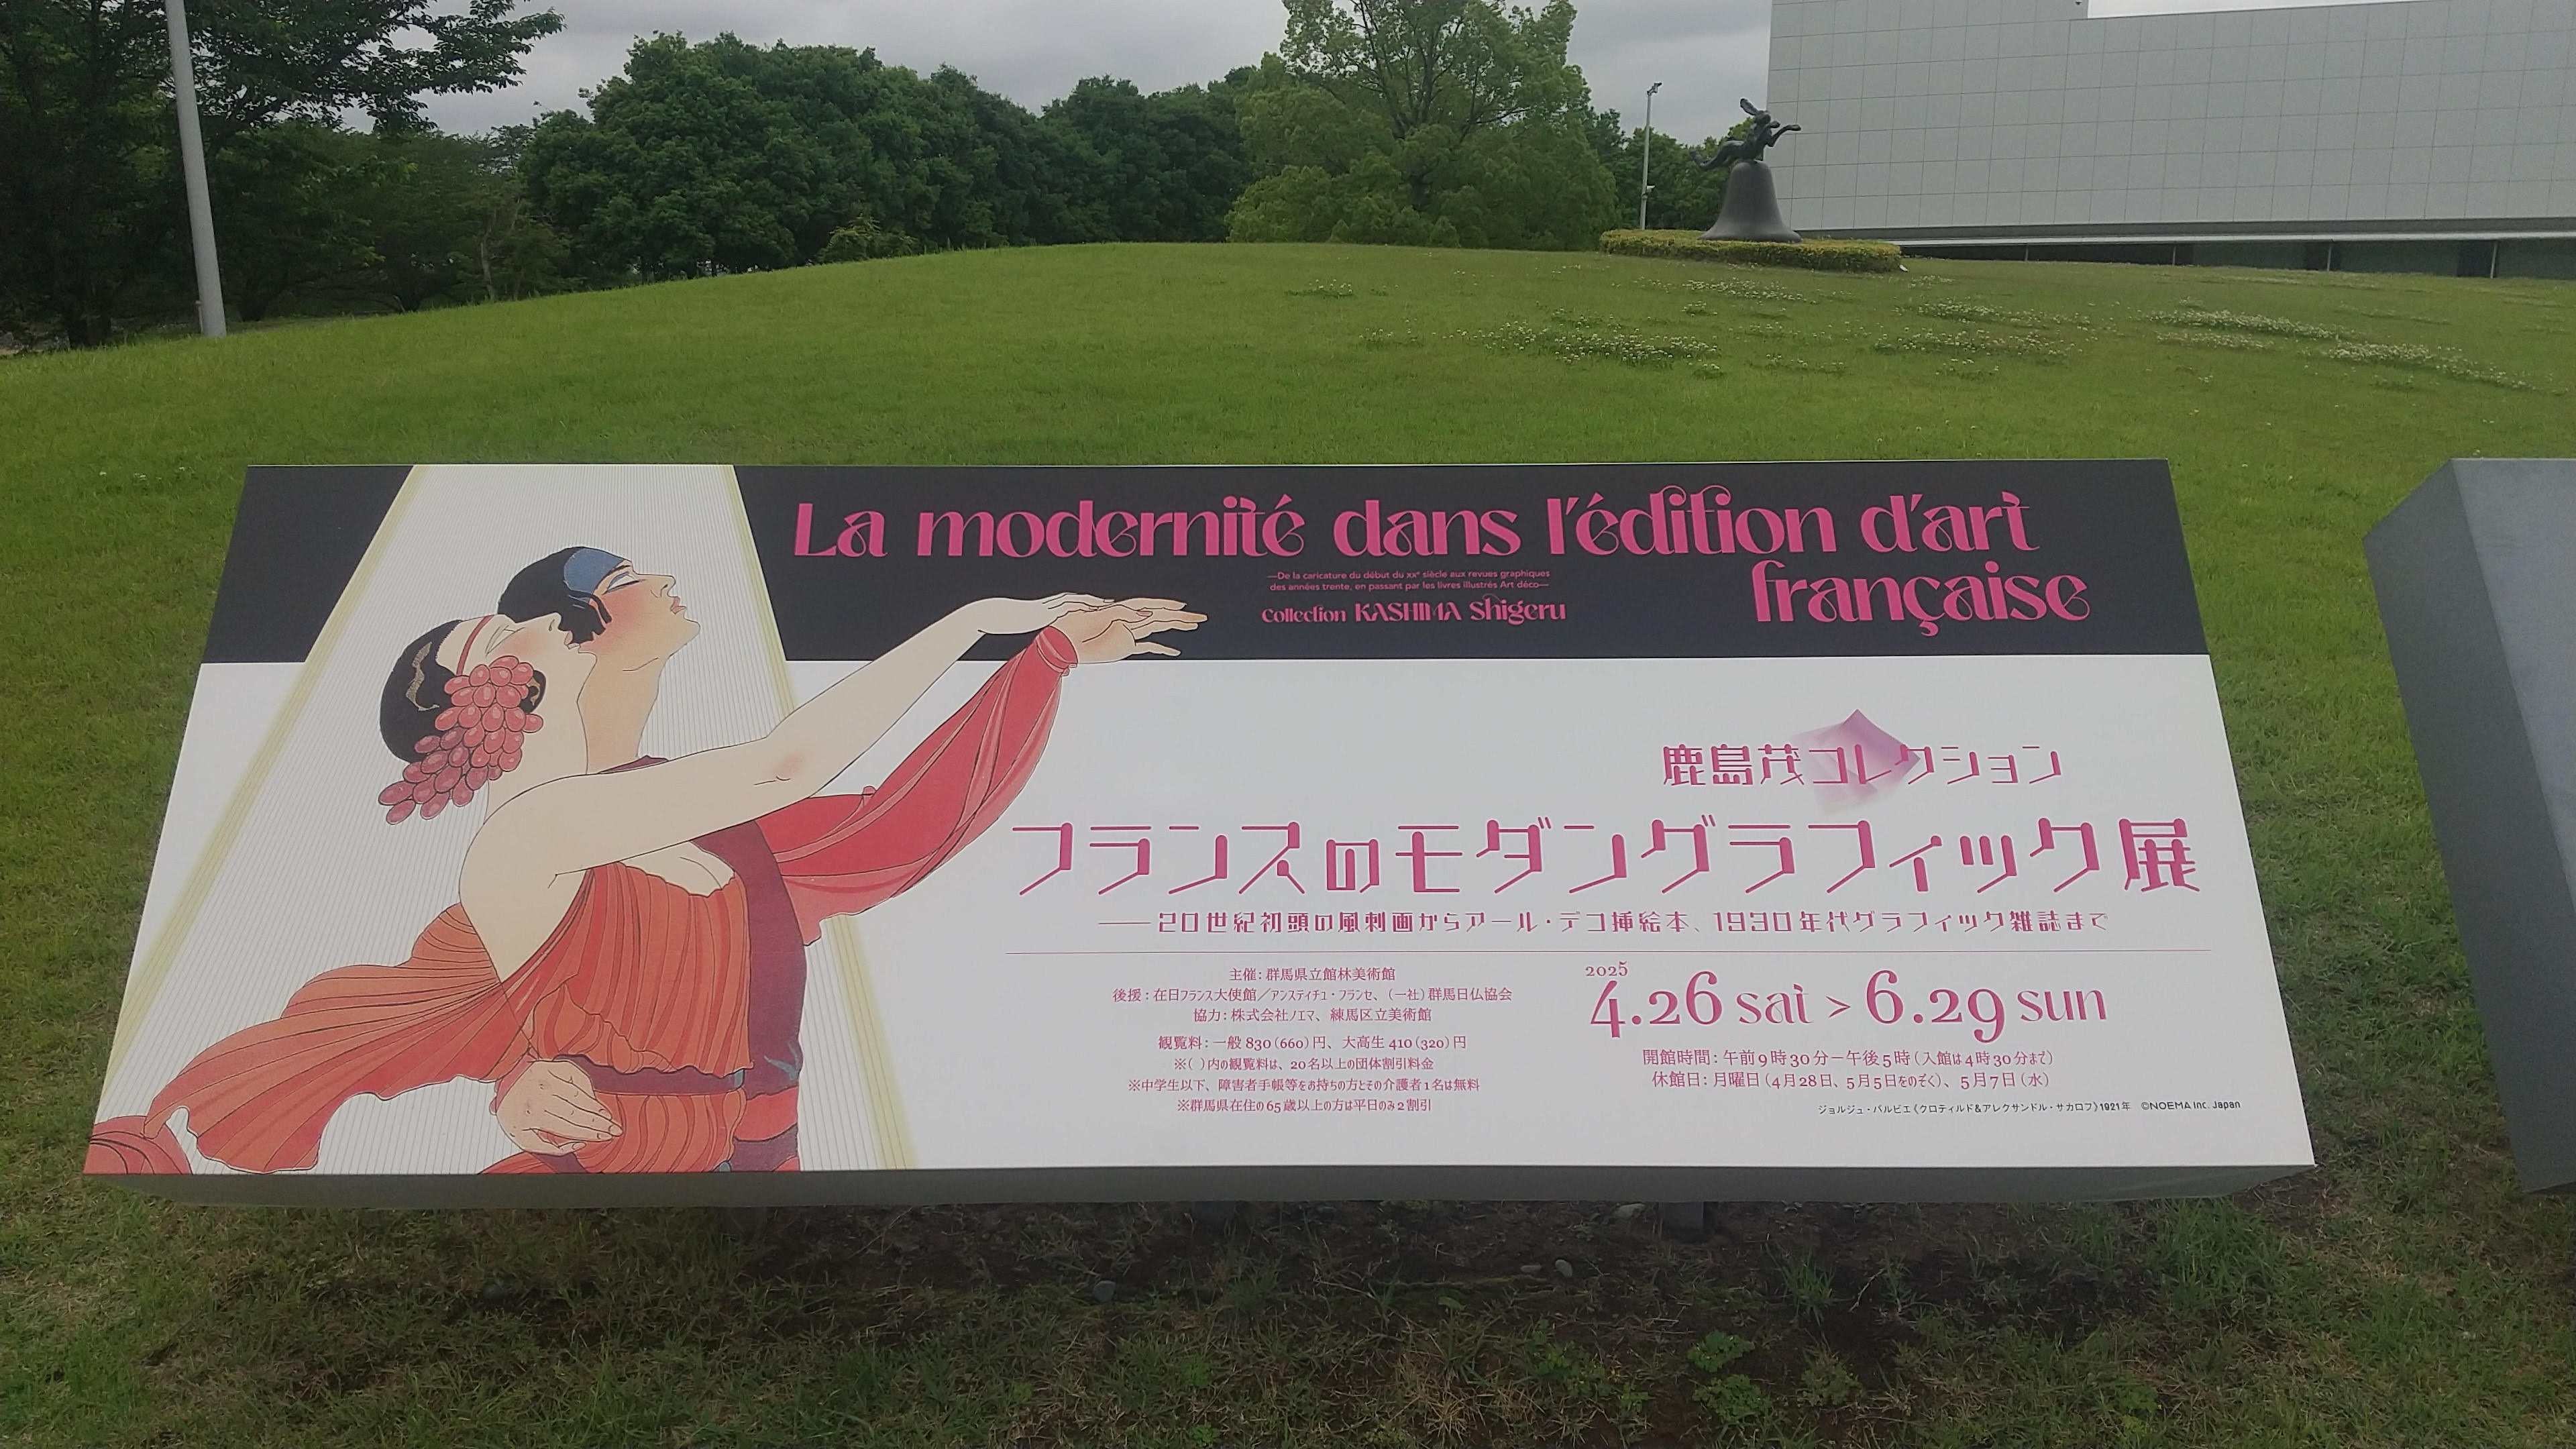 La modernité dans l'édition d'art
française
—De la caricature du début du XXᵉ siècle aux revues graphiques
des années trente, en passant par les livres illustrés Art déco—
Collection KASHIMA Shigeru
鹿島茂コレクション
フランスのモダングラフィック展
——20世紀初頭の風刺画からアール・デコ挿絵本、1930年代グラフィック雑誌まで
主催：群馬県立館林美術館
後援：在日フランス大使館／アンスティチュ・フランセ、（一社）群馬日仏協会
協力：株式会社ノエマ、練馬区立美術館
観覧料：一般830（660）円、大高生410（320）円
※（ ）内の観覧料は、20名以上の団体割引料金
※中学生以下、障害者手帳等をお持ちの方とその介護者1名は無料
※群馬県在住の65歳以上の方は平日のみ2割引
2025
4.26 sat > 6.29 sun
開館時間：午前9時30分－午後5時（入館は4時30分まで）
休館日：月曜日（4月28日、5月5日をのぞく）、5月7日（水）
ジョルジュ・バルビエ《クロティルド&アレクサンドル・サカロフ》1921年 ©NOEMA Inc. Japan